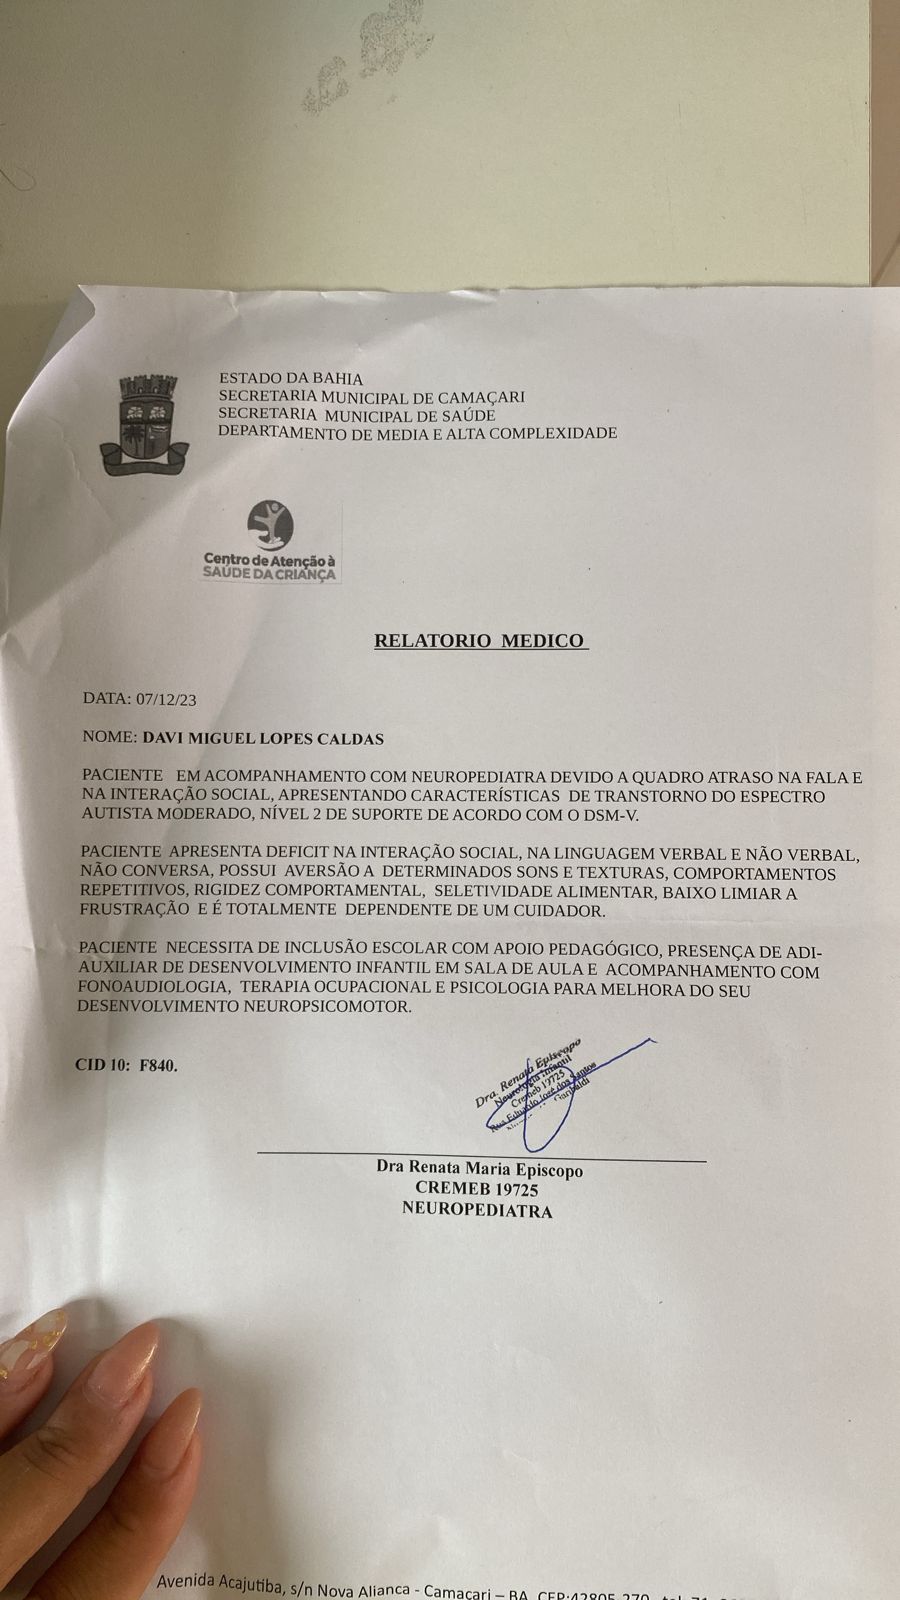 ESTADO DA BAHIA
SECRETARIA MUNICIPAL DE CAMAÇARI
SECRETARIA MUNICIPAL DE SAÚDE
DEPARTAMENTO DE MEDIA E ALTA COMPLEXIDADE
Centro de Atenção à
SAÚDE DA CRIANÇA
RELATORIO MEDICO
DATA: 07/12/23
NOME: DAVI MIGUEL LOPES CALDAS
PACIENTE EM ACOMPANHAMENTO COM NEUROPEDIATRA DEVIDO A QUADRO ATRASO NA FALA E
NA INTERAÇÃO SOCIAL, APRESENTANDO CARACTERÍSTICAS DE TRANSTORNO DO ESPECTRO
AUTISTA MODERADO, NÍVEL 2 DE SUPORTE DE ACORDO COM O DSM-V.
PACIENTE APRESENTA DEFICIT NA INTERAÇÃO SOCIAL, NA LINGUAGEM VERBAL E NÃO VERBAL,
NÃO CONVERSA, POSSUI AVERSÃO A DETERMINADOS SONS E TEXTURAS, COMPORTAMENTOS
REPETITIVOS, RIGIDEZ COMPORTAMENTAL, SELETIVIDADE ALIMENTAR, BAIXO LIMIAR A
FRUSTRAÇÃO E É TOTALMENTE DEPENDENTE DE UM CUIDADOR.
PACIENTE NECESSITA DE INCLUSÃO ESCOLAR COM APOIO PEDAGÓGICO, PRESENÇA DE ADI-
AUXILIAR DE DESENVOLVIMENTO INFANTIL EM SALA DE AULA E ACOMPANHAMENTO COM
FONOAUDIOLOGIA, TERAPIA OCUPACIONAL E PSICOLOGIA PARA MELHORA DO SEU
DESENVOLVIMENTO NEUROPSICOMOTOR.
CID 10: F840.
Dra. Renata Episcopo
Neurologia Infantil
Cremeb 19725
Rua Eduardo José dos Santos
Garibaldi
Dra Renata Maria Episcopo
CREMEB 19725
NEUROPEDIATRA
Avenida Acajutiba, s/n Nova Alianca - Camaçari – BA CEP:42805-270 tel 71